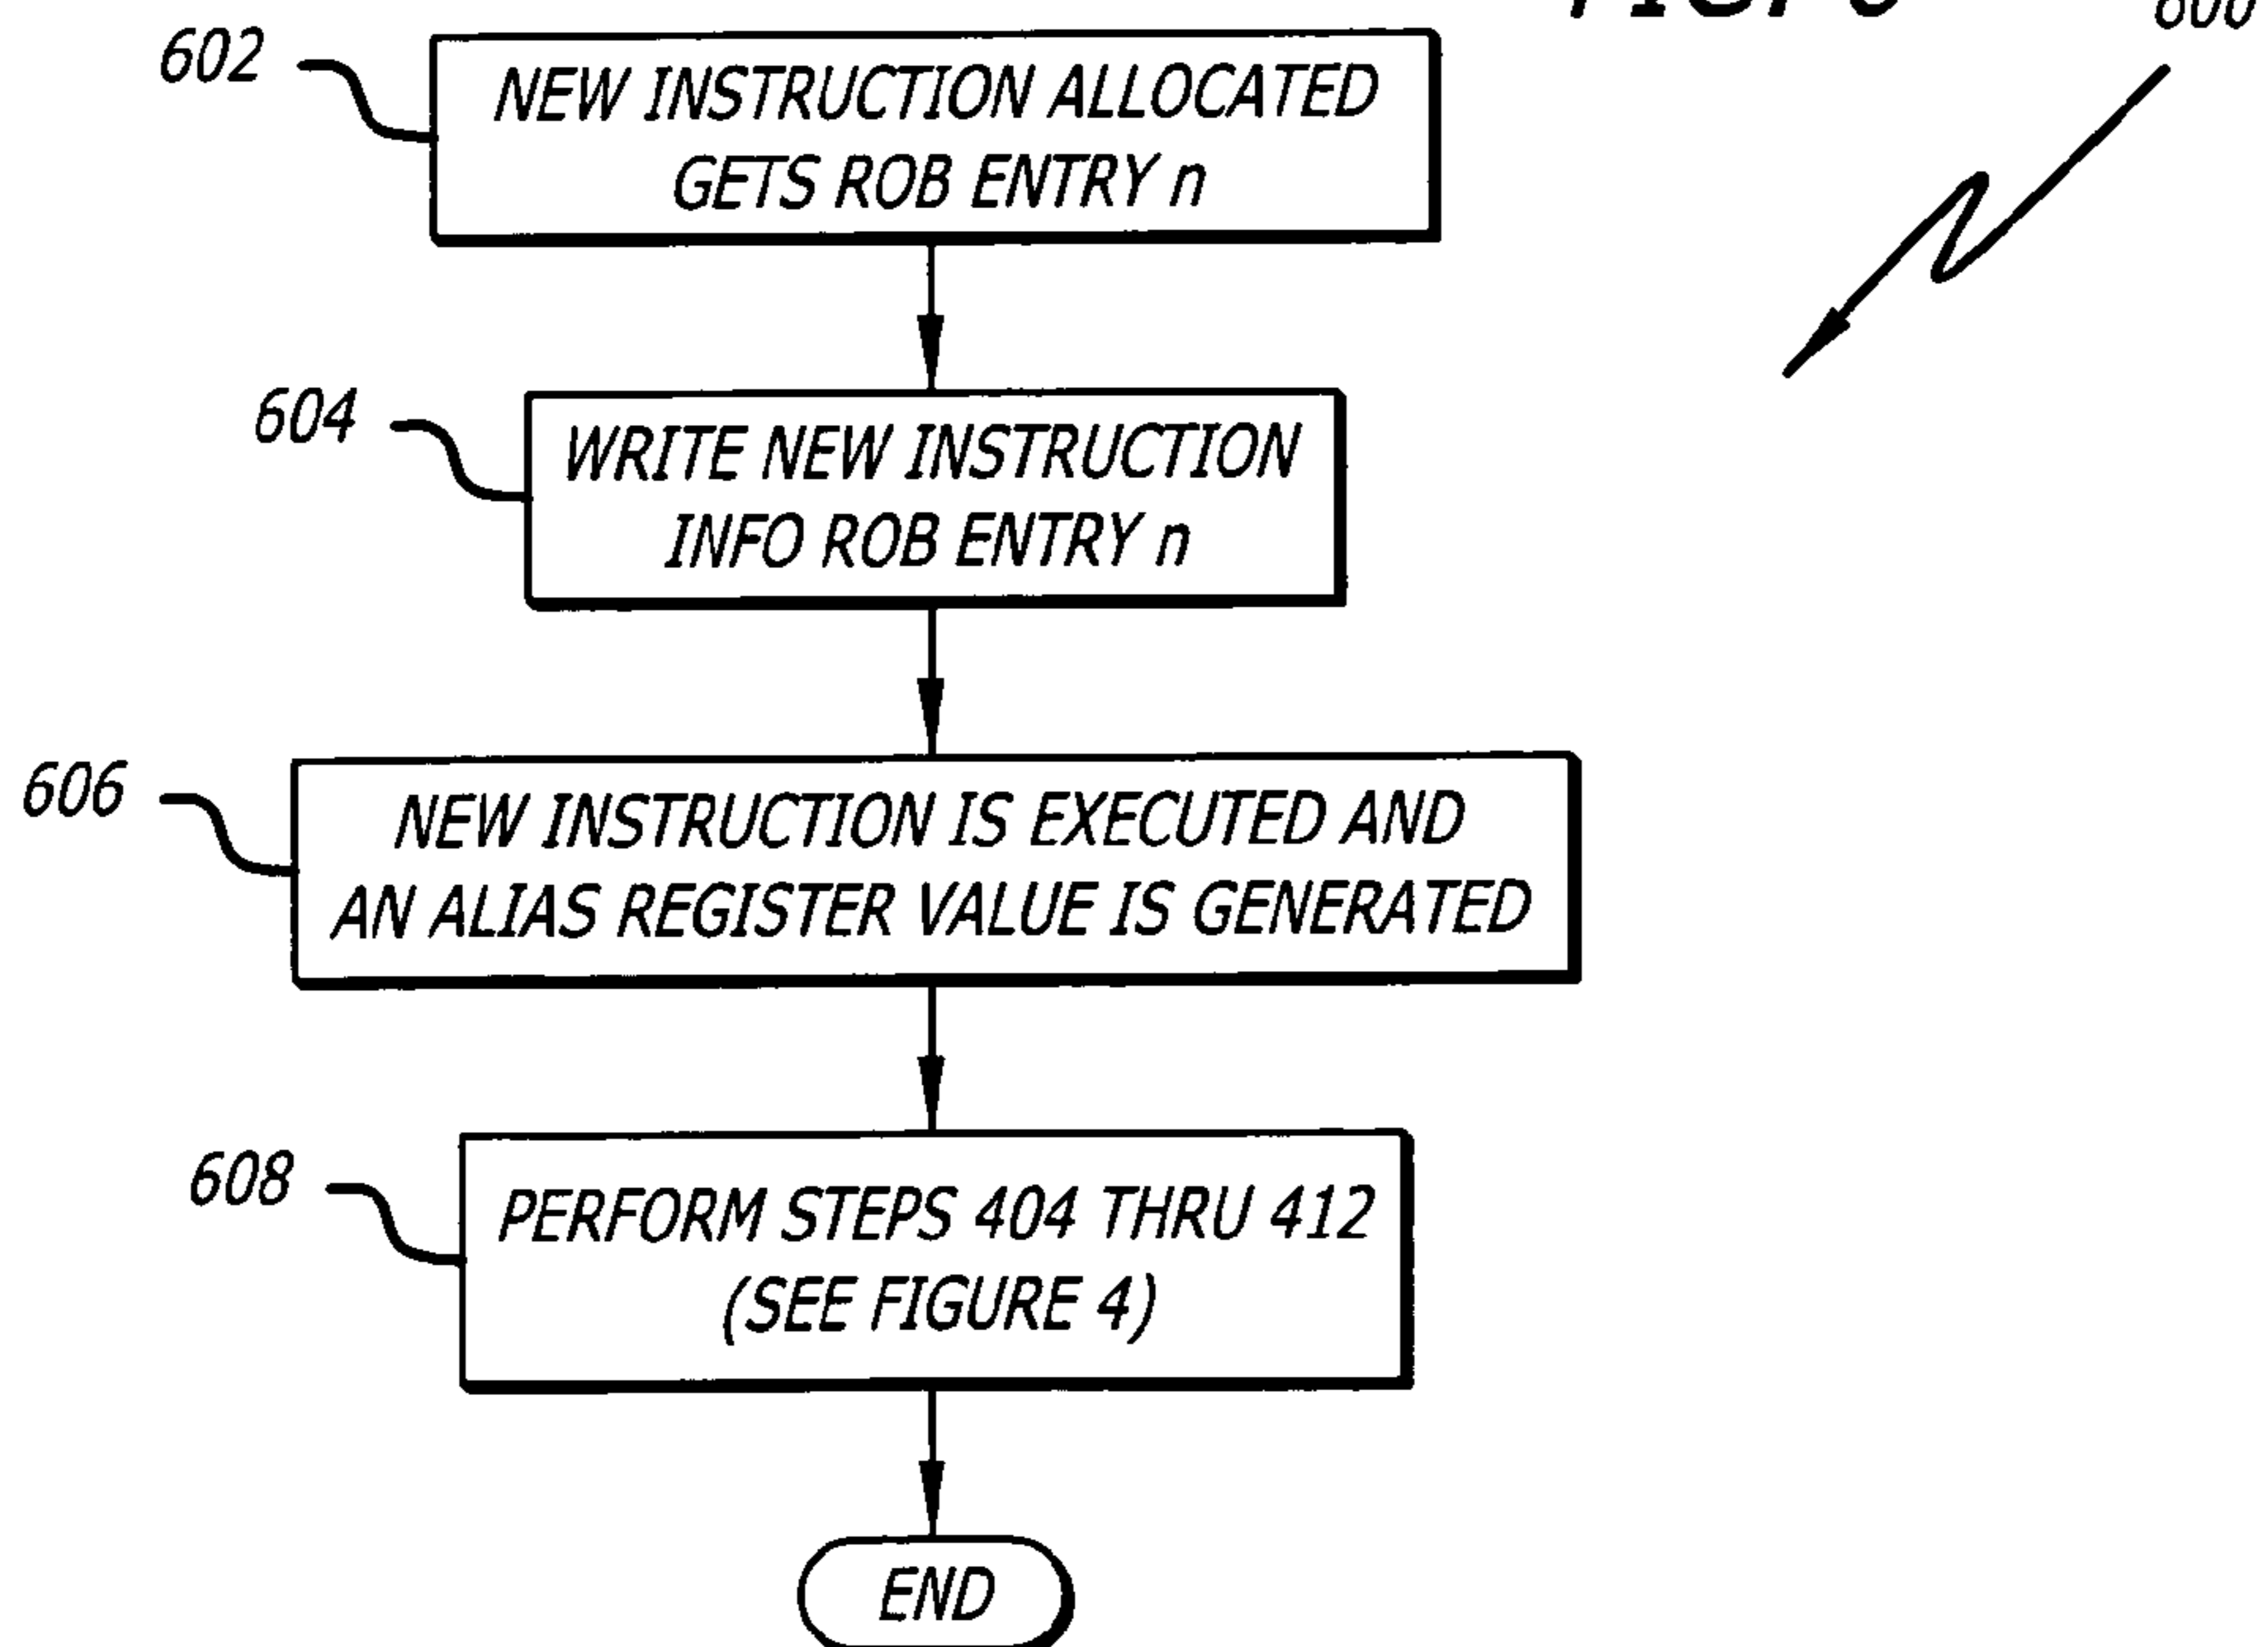 602
NEW INSTRUCTION ALLOCATED
GETS ROB ENTRY n
604
WRITE NEW INSTRUCTION
INFO ROB ENTRY n
606
NEW INSTRUCTION IS EXECUTED AND
AN ALIAS REGISTER VALUE IS GENERATED
608
PERFORM STEPS 404 THRU 412
(SEE FIGURE 4)
END